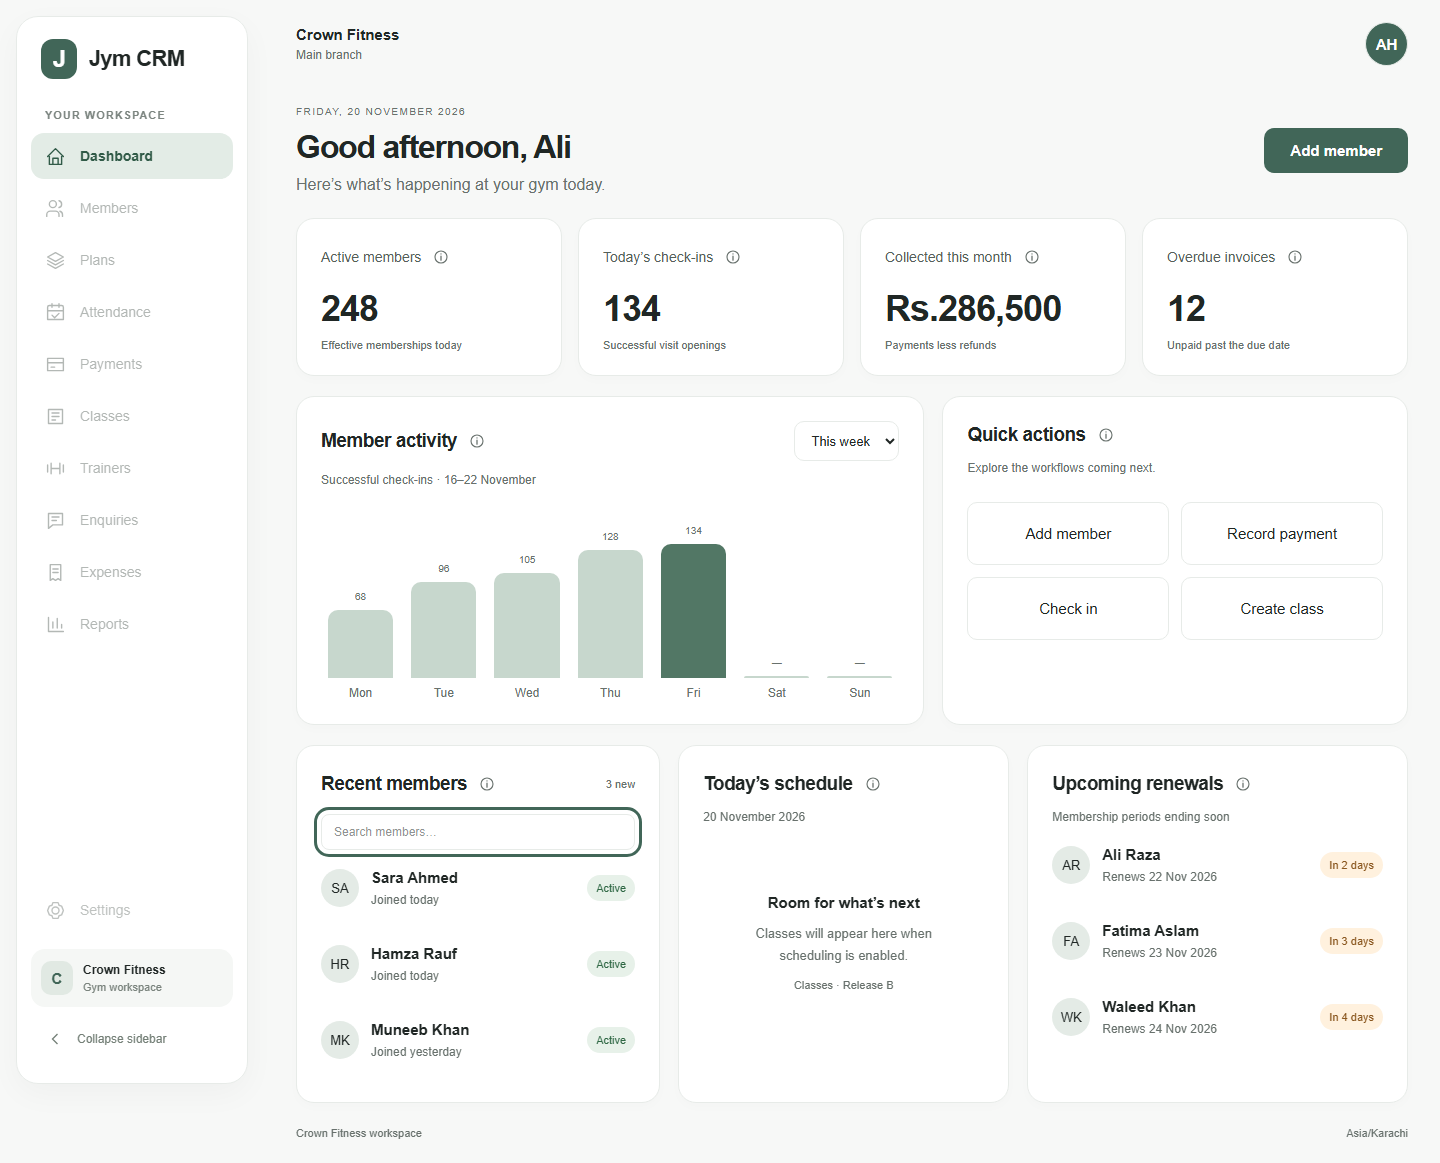 J Jym CRM
YOUR WORKSPACE
Dashboard
Members
Plans
Attendance
Payments
Classes
Trainers
Enquiries
Expenses
Reports
Settings
C
Crown Fitness
Gym workspace
Collapse sidebar
Crown Fitness
Main branch
AH
FRIDAY, 20 NOVEMBER 2026
Good afternoon, Ali
Here’s what’s happening at your gym today.
Add member
Active members
248
Effective memberships today
Today’s check-ins
134
Successful visit openings
Collected this month
Rs.286,500
Payments less refunds
Overdue invoices
12
Unpaid past the due date
Member activity
This week
Successful check-ins · 16–22 November
68 96 105 128 134 — —
Mon Tue Wed Thu Fri Sat Sun
Quick actions
Explore the workflows coming next.
Add member
Record payment
Check in
Create class
Recent members
3 new
Search members…
SA
Sara Ahmed
Joined today
Active
HR
Hamza Rauf
Joined today
Active
MK
Muneeb Khan
Joined yesterday
Active
Today’s schedule
20 November 2026
Room for what’s next
Classes will appear here when
scheduling is enabled.
Classes · Release B
Upcoming renewals
Membership periods ending soon
AR
Ali Raza
Renews 22 Nov 2026
In 2 days
FA
Fatima Aslam
Renews 23 Nov 2026
In 3 days
WK
Waleed Khan
Renews 24 Nov 2026
In 4 days
Crown Fitness workspace
Asia/Karachi